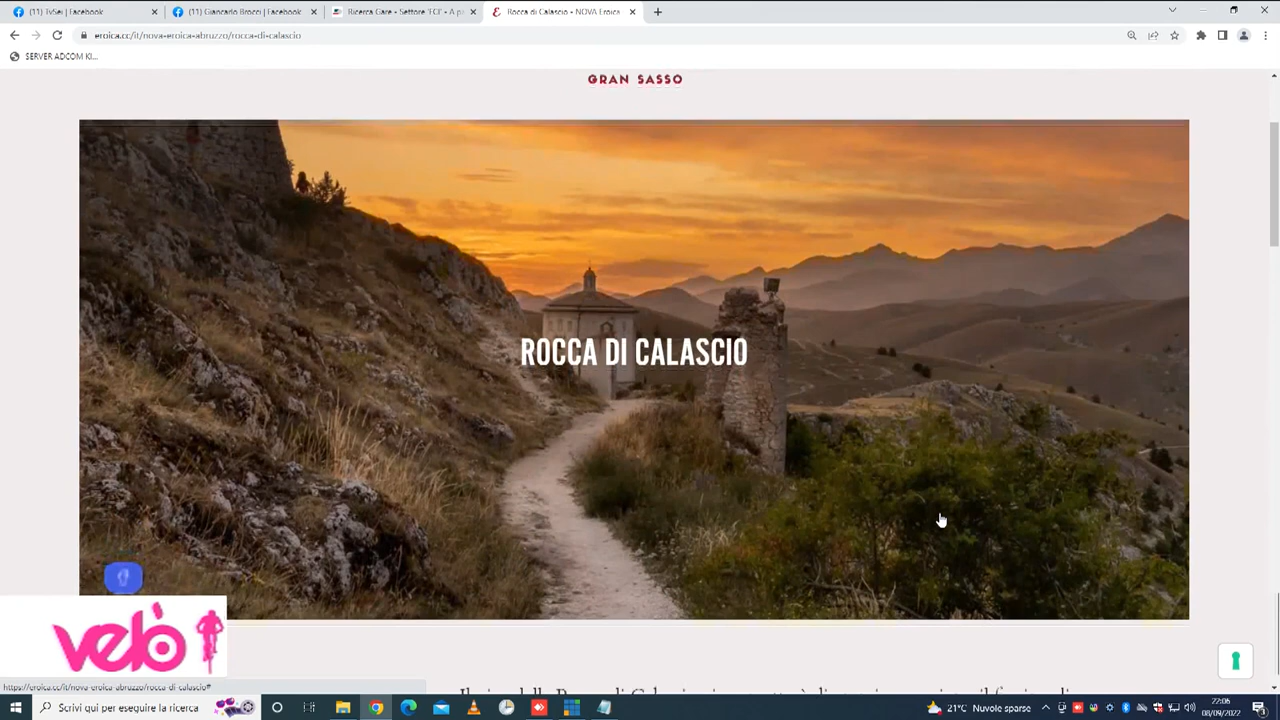 (11) TvSei | Facebook
(11) Giancarlo Brocci | Facebook
Ricerca Gare - Settore 'FCI' - A p
Rocca di Calascio • NOVA Eroica
eroica.cc/it/nova-eroica-abruzzo/rocca-di-calascio
SERVER ADCOM KI...
GRAN SASSO
ROCCA DI CALASCIO
velò
https://eroica.cc/it/nova-eroica-abruzzo/rocca-di-calascio#
Scrivi qui per eseguire la ricerca
21°C Nuvole sparse
22:06
08/09/2022